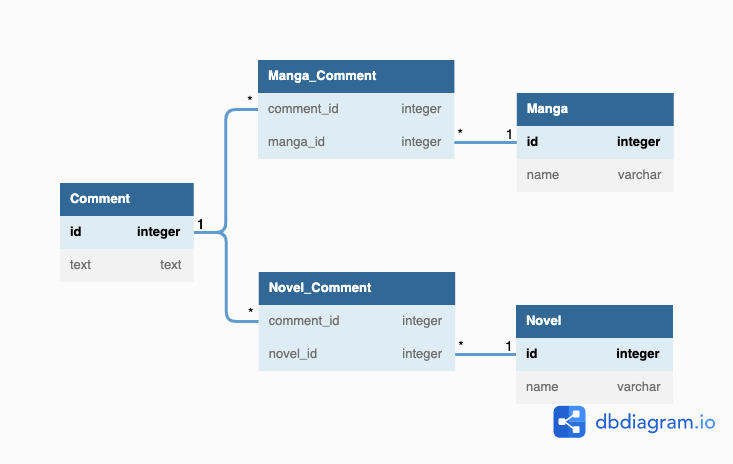 Manga_Comment
* comment_id integer
manga_id integer *
Manga
1 id integer
name varchar
Comment
id integer 1
text text
Novel_Comment
* comment_id integer
novel_id integer *
Novel
1 id integer
name varchar
dbdiagram.io